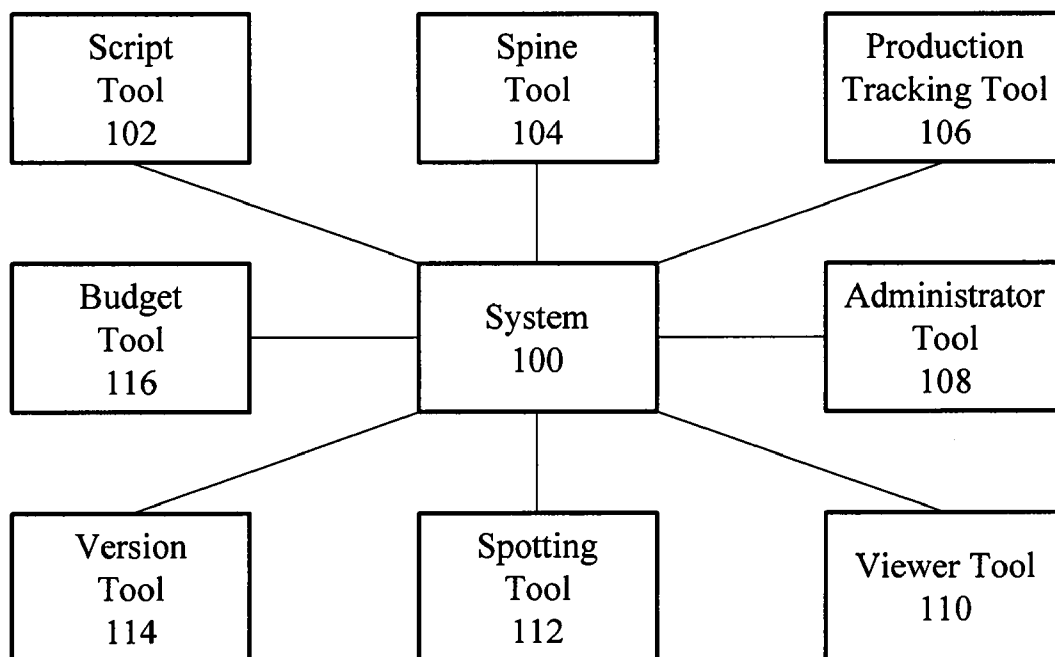 Script
Tool
102
Spine
Tool
104
Production
Tracking Tool
106
Budget
Tool
116
System
100
Administrator
Tool
108
Version
Tool
114
Spotting
Tool
112
Viewer Tool
110